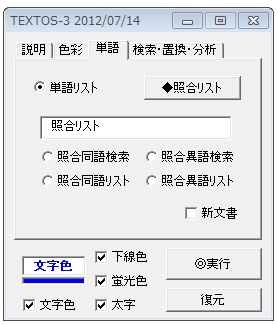 TEXTOS-3 2012/07/14
説明 色彩 単語 検索･置換･分析
単語リスト ◆照合リスト
照合リスト
照合同語検索 照合異語検索
照合同語リスト 照合異語リスト
新文書
文字色 下線色 ◎実行
蛍光色
文字色 太字 復元